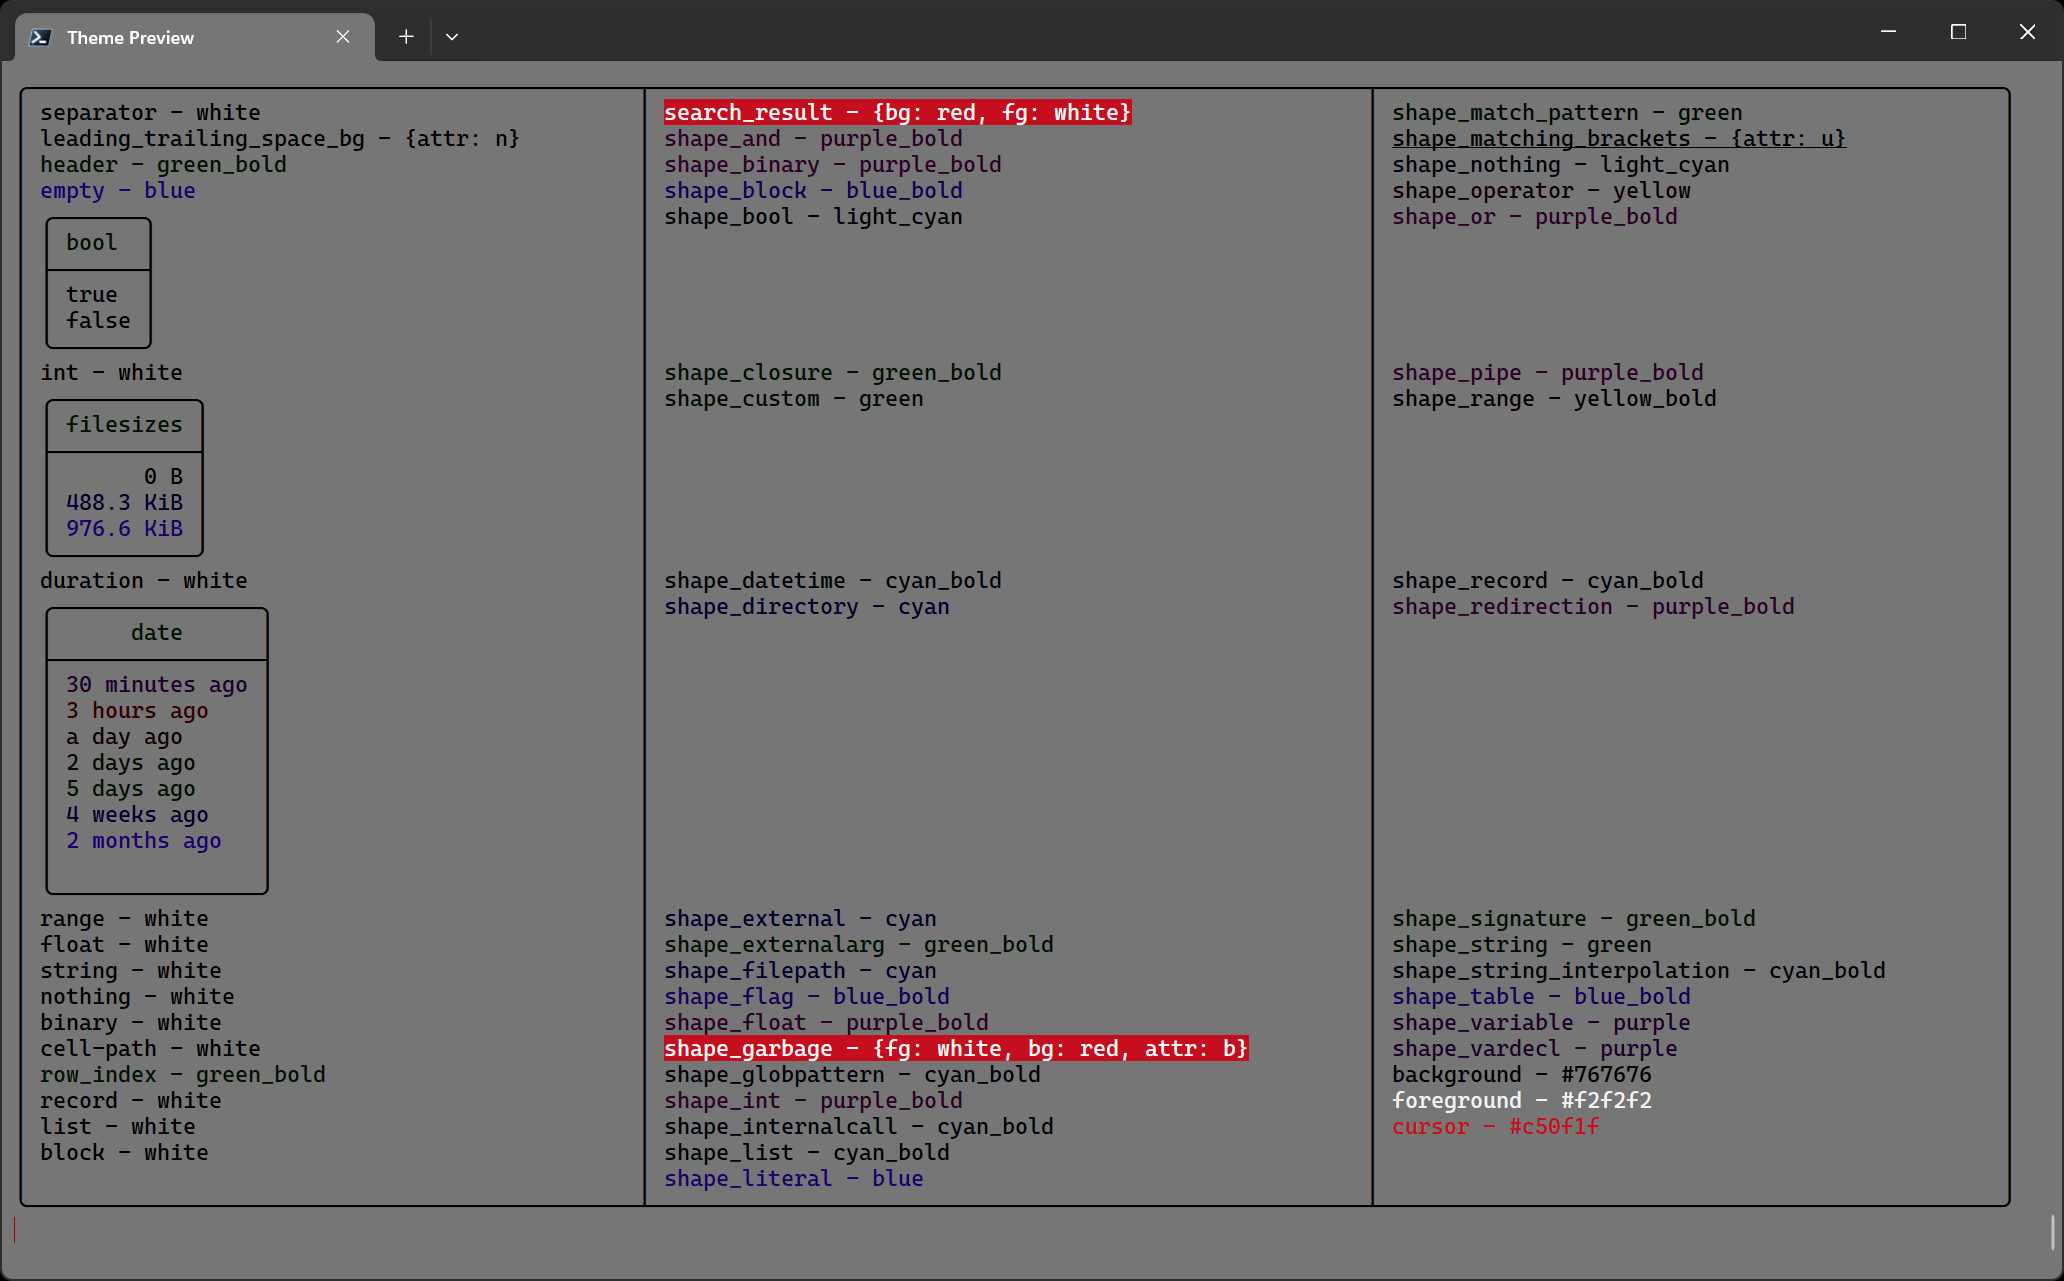 Theme Preview
separator - white
leading_trailing_space_bg - {attr: n}
header - green_bold
empty - blue
bool
true
false
int - white
filesizes
0 B
488.3 KiB
976.6 KiB
duration - white
date
30 minutes ago
3 hours ago
a day ago
2 days ago
5 days ago
4 weeks ago
2 months ago
range - white
float - white
string - white
nothing - white
binary - white
cell-path - white
row_index - green_bold
record - white
list - white
block - white
search_result - {bg: red, fg: white}
shape_and - purple_bold
shape_binary - purple_bold
shape_block - blue_bold
shape_bool - light_cyan
shape_closure - green_bold
shape_custom - green
shape_datetime - cyan_bold
shape_directory - cyan
shape_external - cyan
shape_externalarg - green_bold
shape_filepath - cyan
shape_flag - blue_bold
shape_float - purple_bold
shape_garbage - {fg: white, bg: red, attr: b}
shape_globpattern - cyan_bold
shape_int - purple_bold
shape_internalcall - cyan_bold
shape_list - cyan_bold
shape_literal - blue
shape_match_pattern - green
shape_matching_brackets - {attr: u}
shape_nothing - light_cyan
shape_operator - yellow
shape_or - purple_bold
shape_pipe - purple_bold
shape_range - yellow_bold
shape_record - cyan_bold
shape_redirection - purple_bold
shape_signature - green_bold
shape_string - green
shape_string_interpolation - cyan_bold
shape_table - blue_bold
shape_variable - purple
shape_vardecl - purple
background - #767676
foreground - #f2f2f2
cursor - #c50f1f